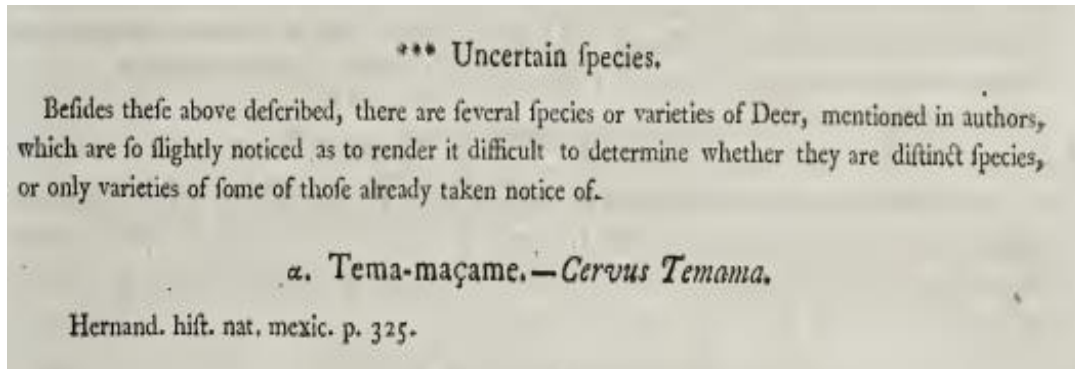 *** Uncertain ſpecies.
Beſides theſe above deſcribed, there are ſeveral ſpecies or varieties of Deer, mentioned in authors,
which are ſo ſlightly noticed as to render it difficult to determine whether they are diſtinct ſpecies,
or only varieties of ſome of thoſe already taken notice of.
α. Tema-maçame.—Cervus Temama.
Hernand. hiſt. nat. mexic. p. 325.